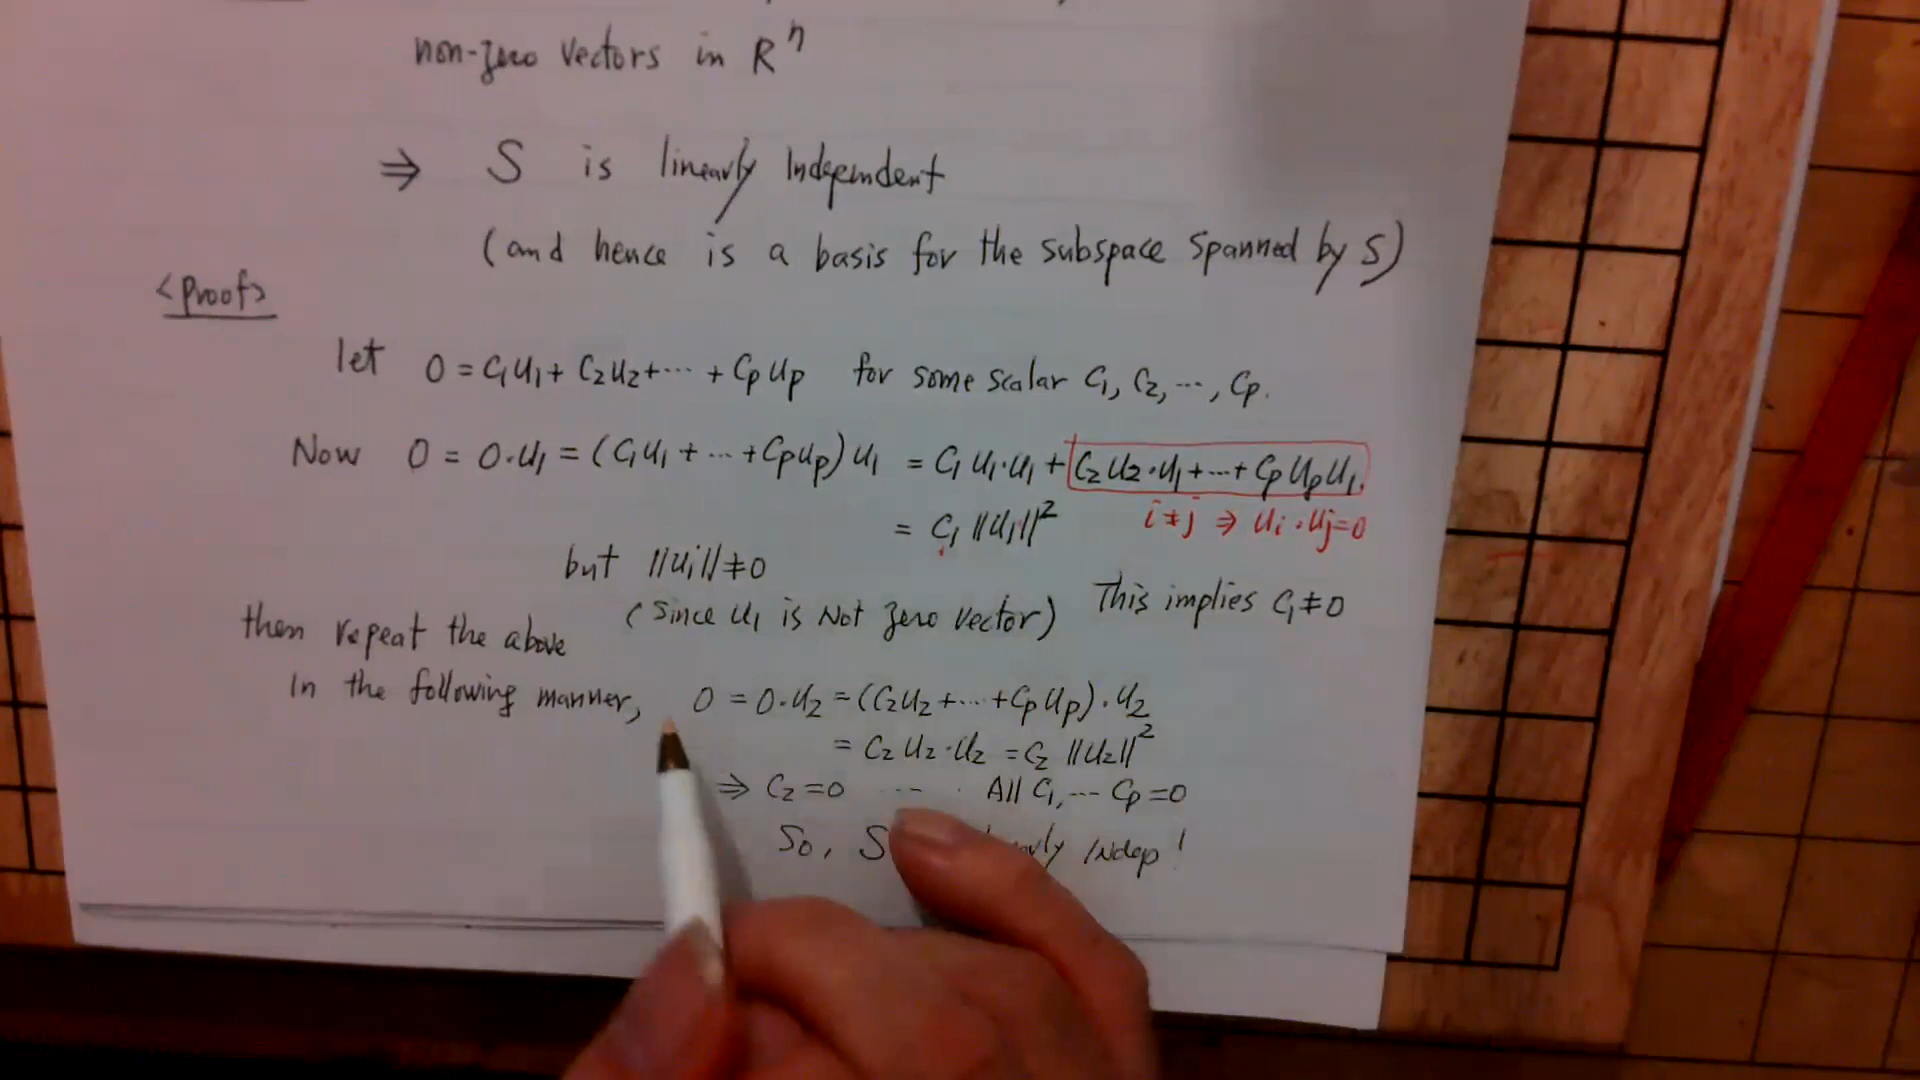 non-zero vectors in Rⁿ
⇒ S is linearly Independent
(and hence is a basis for the subspace spanned by S)
<proof>
let 0 = C₁U₁ + C₂U₂ + ··· + CpUp for some scalar C₁, C₂, ···, Cp.
Now 0 = 0·U₁ = (C₁U₁ + ··· + CpUp) U₁ = C₁ U₁·U₁ + C₂U₂·U₁ + ··· + CpUpU₁.
= C₁ ||U₁||² i ≠ j ⇒ Ui·Uj = 0
but ||Ui|| ≠ 0
(Since U₁ is Not zero vector) This implies C₁ ≠ 0
then repeat the above
In the following manner, 0 = 0·U₂ = (C₂U₂ + ··· + CpUp)·U₂
= C₂ U₂·U₂ = C₂ ||U₂||²
⇒ C₂ = 0 ··· All C₁, ··· Cp = 0
So, S Indep!